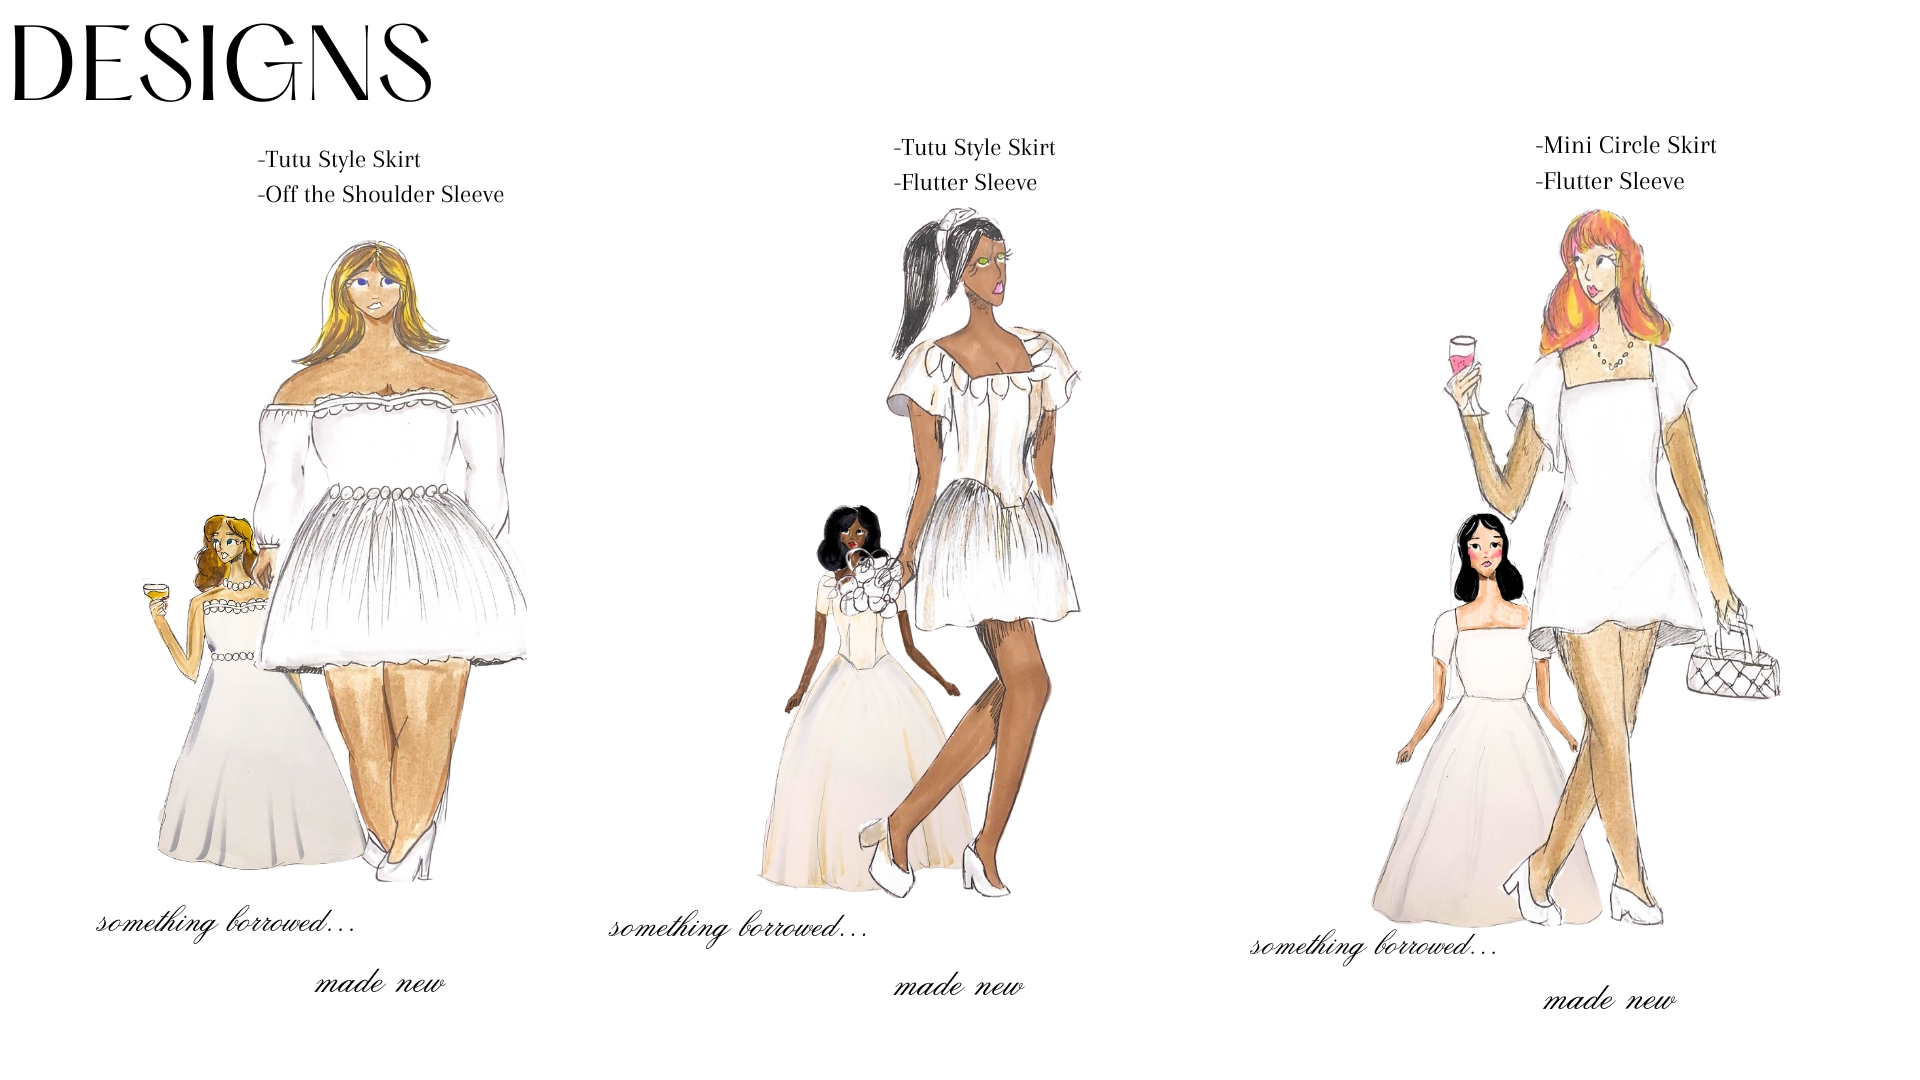 DESIGNS
-Tutu Style Skirt
-Off the Shoulder Sleeve
-Tutu Style Skirt
-Flutter Sleeve
-Mini Circle Skirt
-Flutter Sleeve
something borrowed...
made new
something borrowed...
made new
something borrowed...
made new